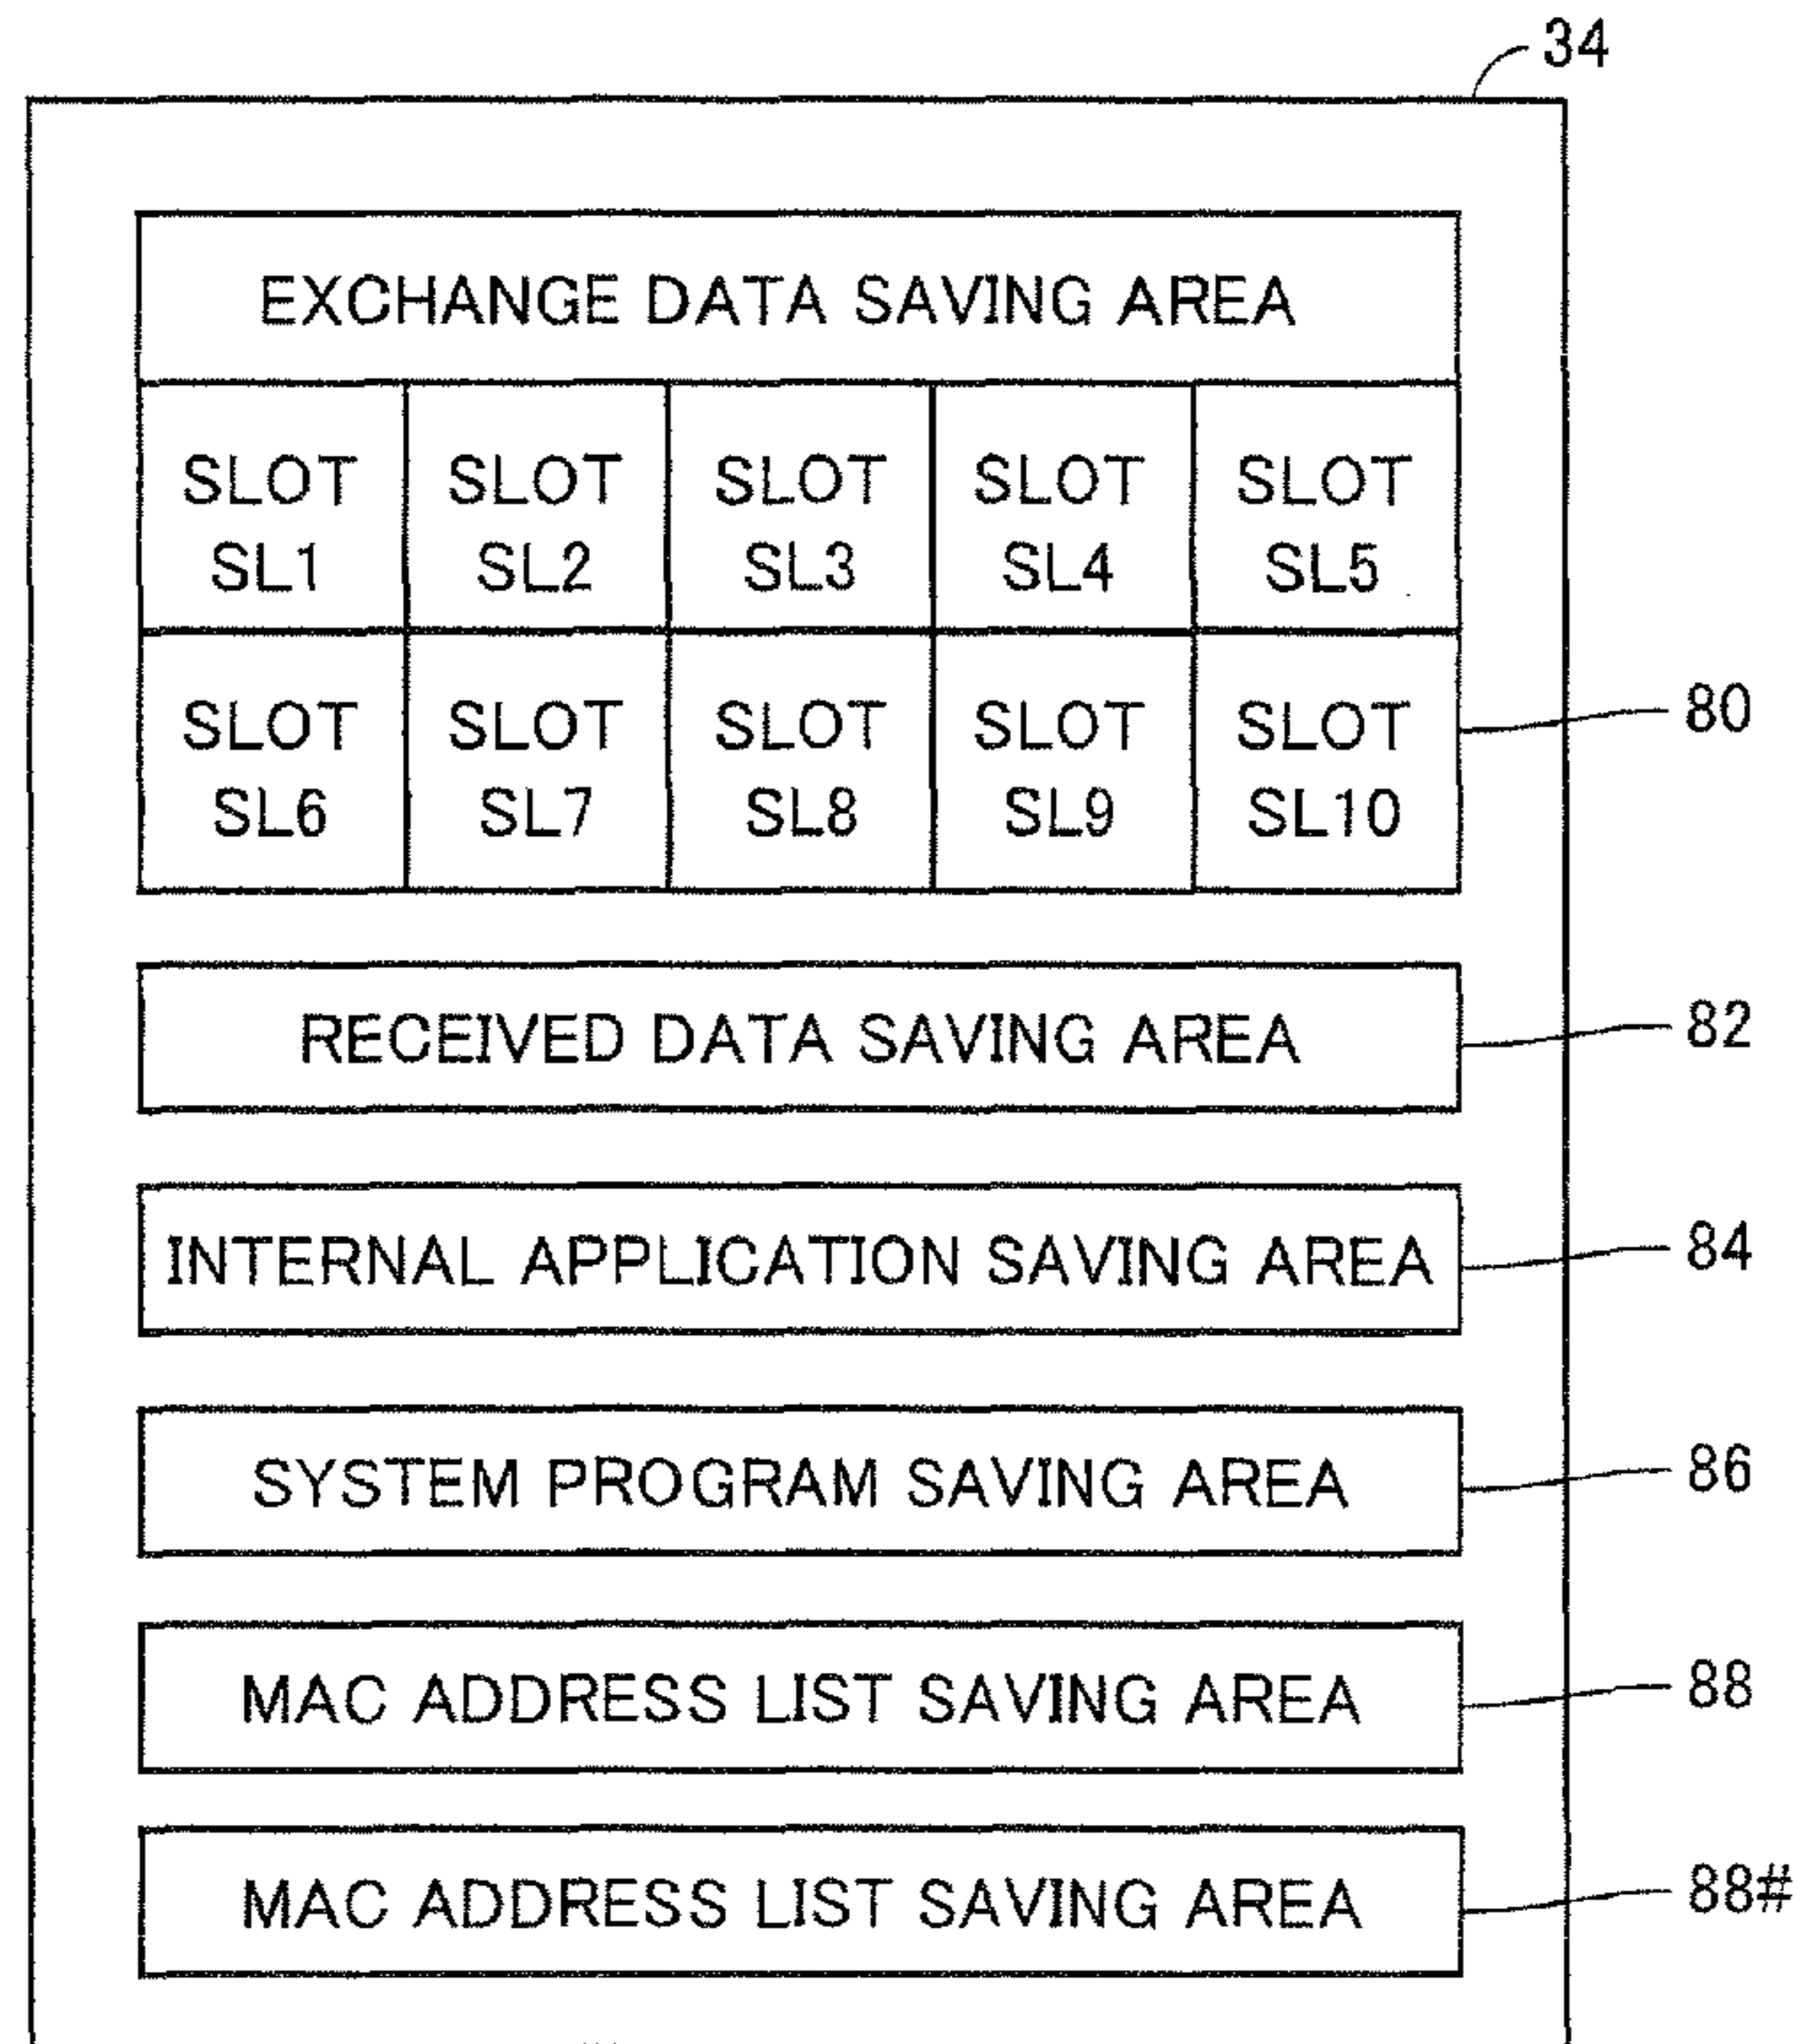 34
EXCHANGE DATA SAVING AREA
SLOT SL1
SLOT SL2
SLOT SL3
SLOT SL4
SLOT SL5
SLOT SL6
SLOT SL7
SLOT SL8
SLOT SL9
SLOT SL10
80
RECEIVED DATA SAVING AREA
82
INTERNAL APPLICATION SAVING AREA
84
SYSTEM PROGRAM SAVING AREA
86
MAC ADDRESS LIST SAVING AREA
88
MAC ADDRESS LIST SAVING AREA
88#